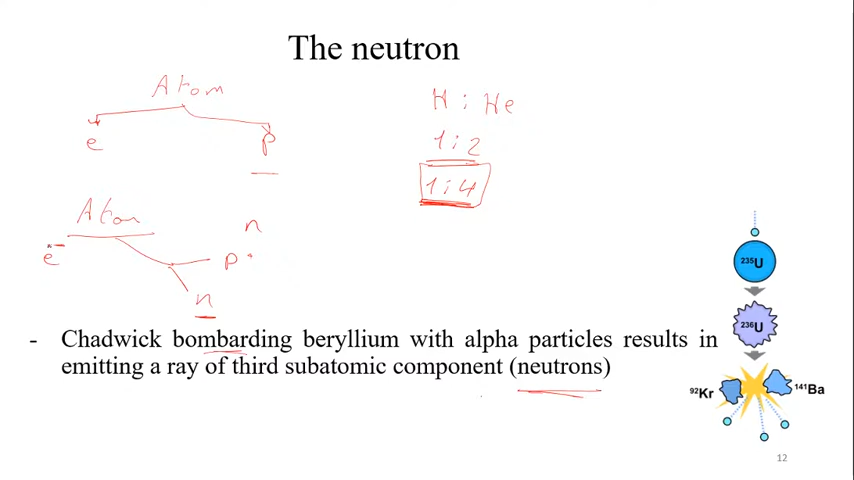 The neutron
Atom
e p
H : He
1 : 2
1 : 4
Atom
n
e⁻ p⁺
n
- Chadwick bombarding beryllium with alpha particles results in
emitting a ray of third subatomic component (neutrons)
²³⁵U
²³⁶U
⁹²Kr ¹⁴¹Ba
12